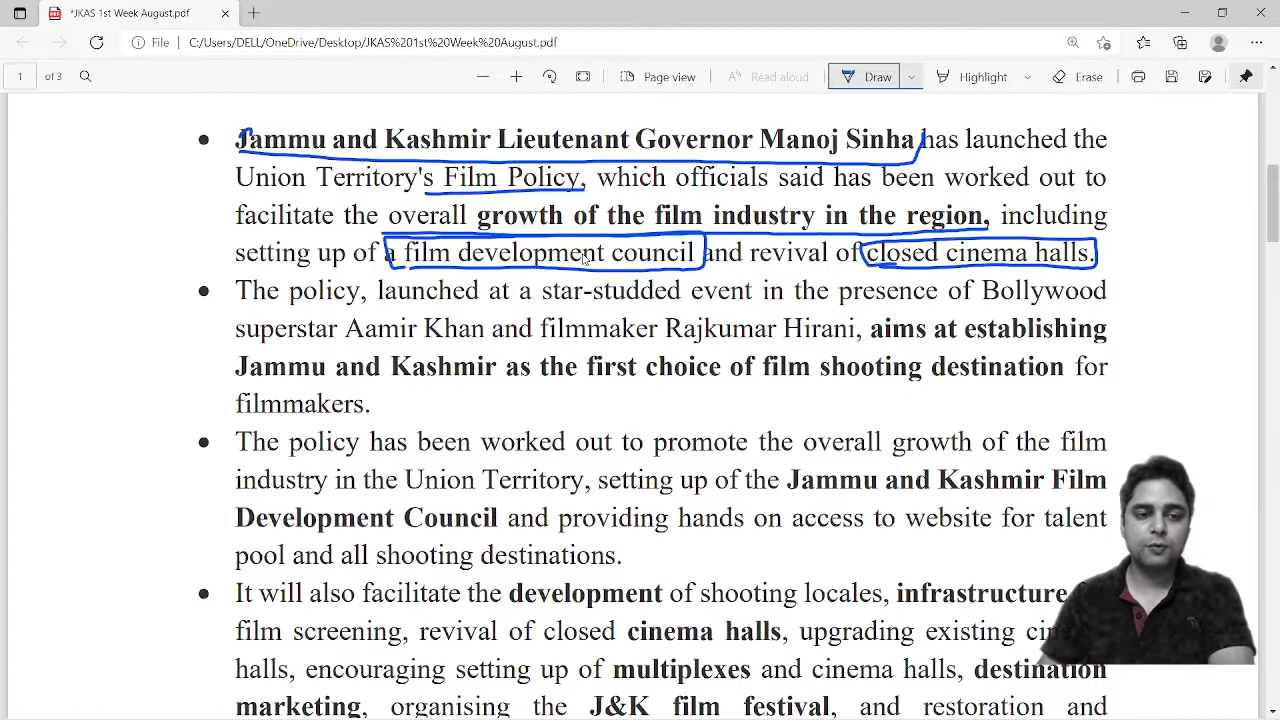 *JKAS 1st Week August.pdf
File C:/Users/DELL/OneDrive/Desktop/JKAS%201st%20Week%20August.pdf
1 of 3 Page view Read aloud Draw Highlight Erase
Jammu and Kashmir Lieutenant Governor Manoj Sinha has launched the
Union Territory's Film Policy, which officials said has been worked out to
facilitate the overall growth of the film industry in the region, including
setting up of a film development council and revival of closed cinema halls.
The policy, launched at a star-studded event in the presence of Bollywood
superstar Aamir Khan and filmmaker Rajkumar Hirani, aims at establishing
Jammu and Kashmir as the first choice of film shooting destination for
filmmakers.
The policy has been worked out to promote the overall growth of the film
industry in the Union Territory, setting up of the Jammu and Kashmir Film
Development Council and providing hands on access to website for talent
pool and all shooting destinations.
It will also facilitate the development of shooting locales, infrastructure
film screening, revival of closed cinema halls, upgrading existing
halls, encouraging setting up of multiplexes and cinema halls, destination
marketing, organising the J&K film festival, and restoration and